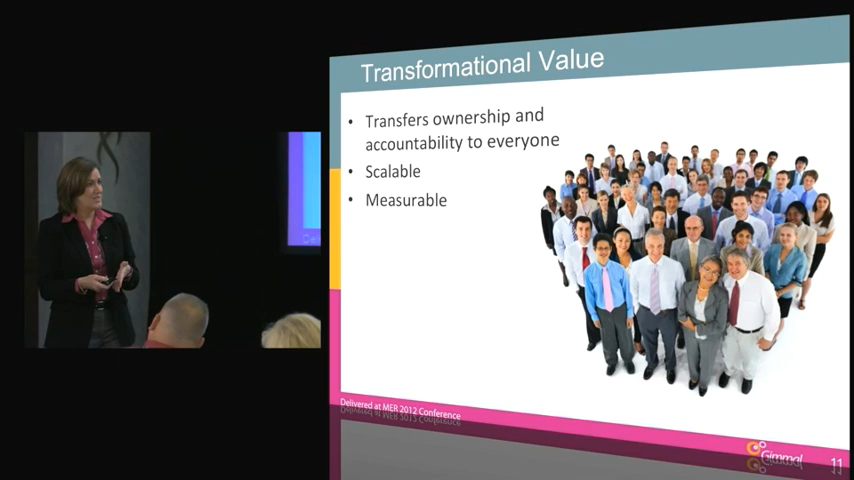 Transformational Value
• Transfers ownership and
accountability to everyone
• Scalable
• Measurable
Delivered at MER 2012 Conference
Gimmal
11